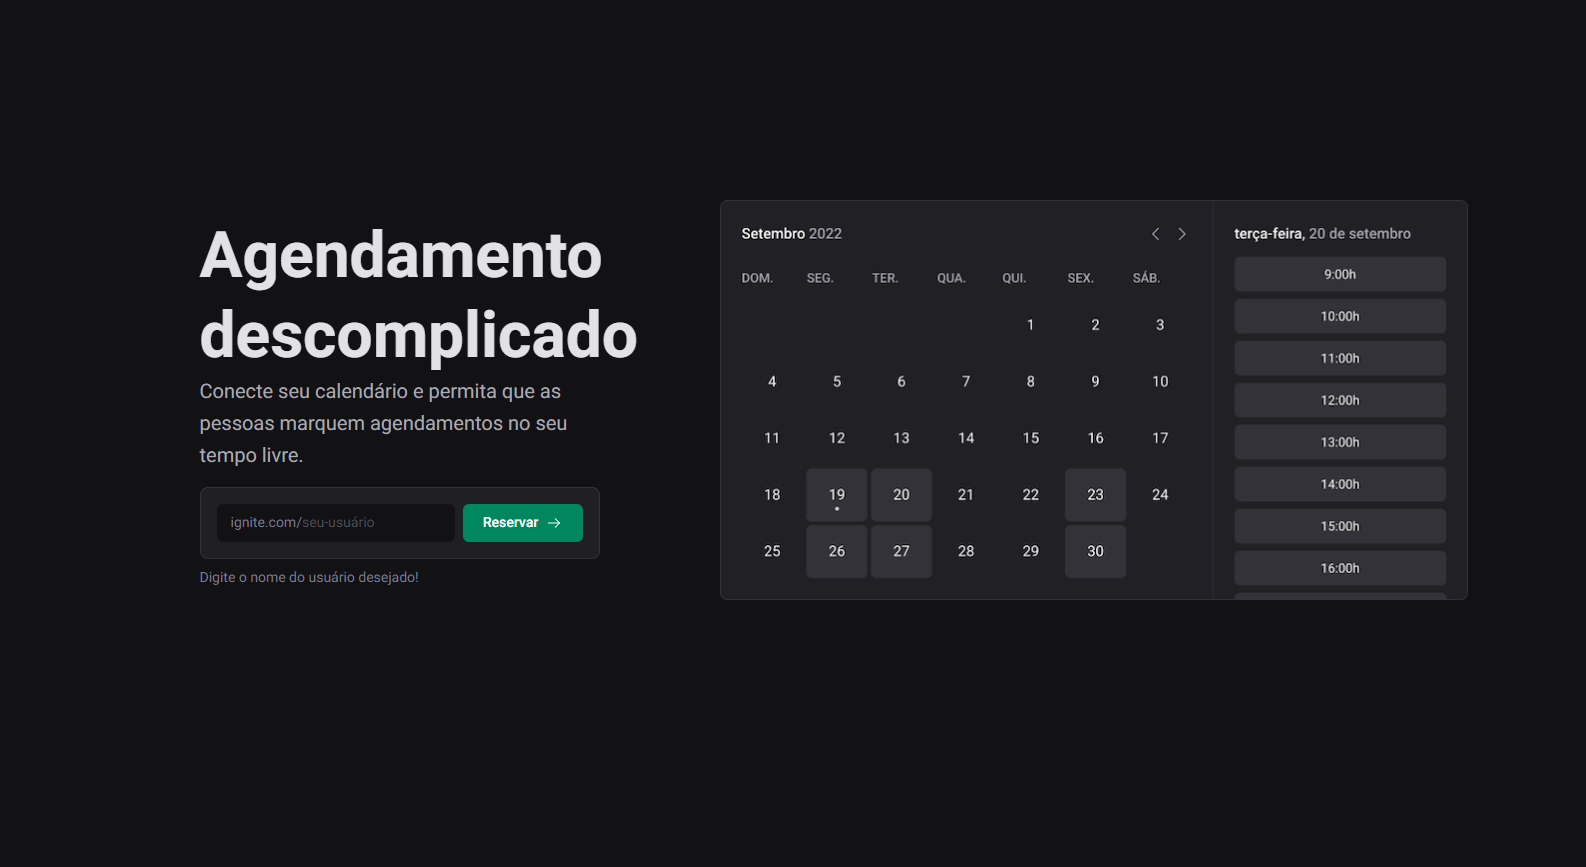 Agendamento
descomplicado
Conecte seu calendário e permita que as
pessoas marquem agendamentos no seu
tempo livre.
ignite.com/seu-usuário
Reservar →
Digite o nome do usuário desejado!
Setembro 2022
DOM. SEG. TER. QUA. QUI. SEX. SÁB.
1 2 3
4 5 6 7 8 9 10
11 12 13 14 15 16 17
18 19 20 21 22 23 24
25 26 27 28 29 30
terça-feira, 20 de setembro
9:00h
10:00h
11:00h
12:00h
13:00h
14:00h
15:00h
16:00h